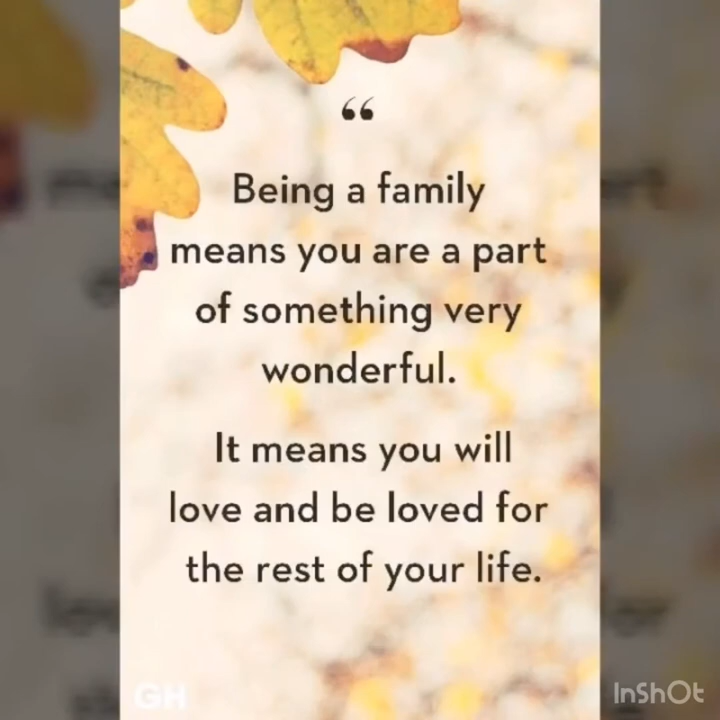 “
Being a family
means you are a part
of something very
wonderful.
It means you will
love and be loved for
the rest of your life.
GH
InShOt